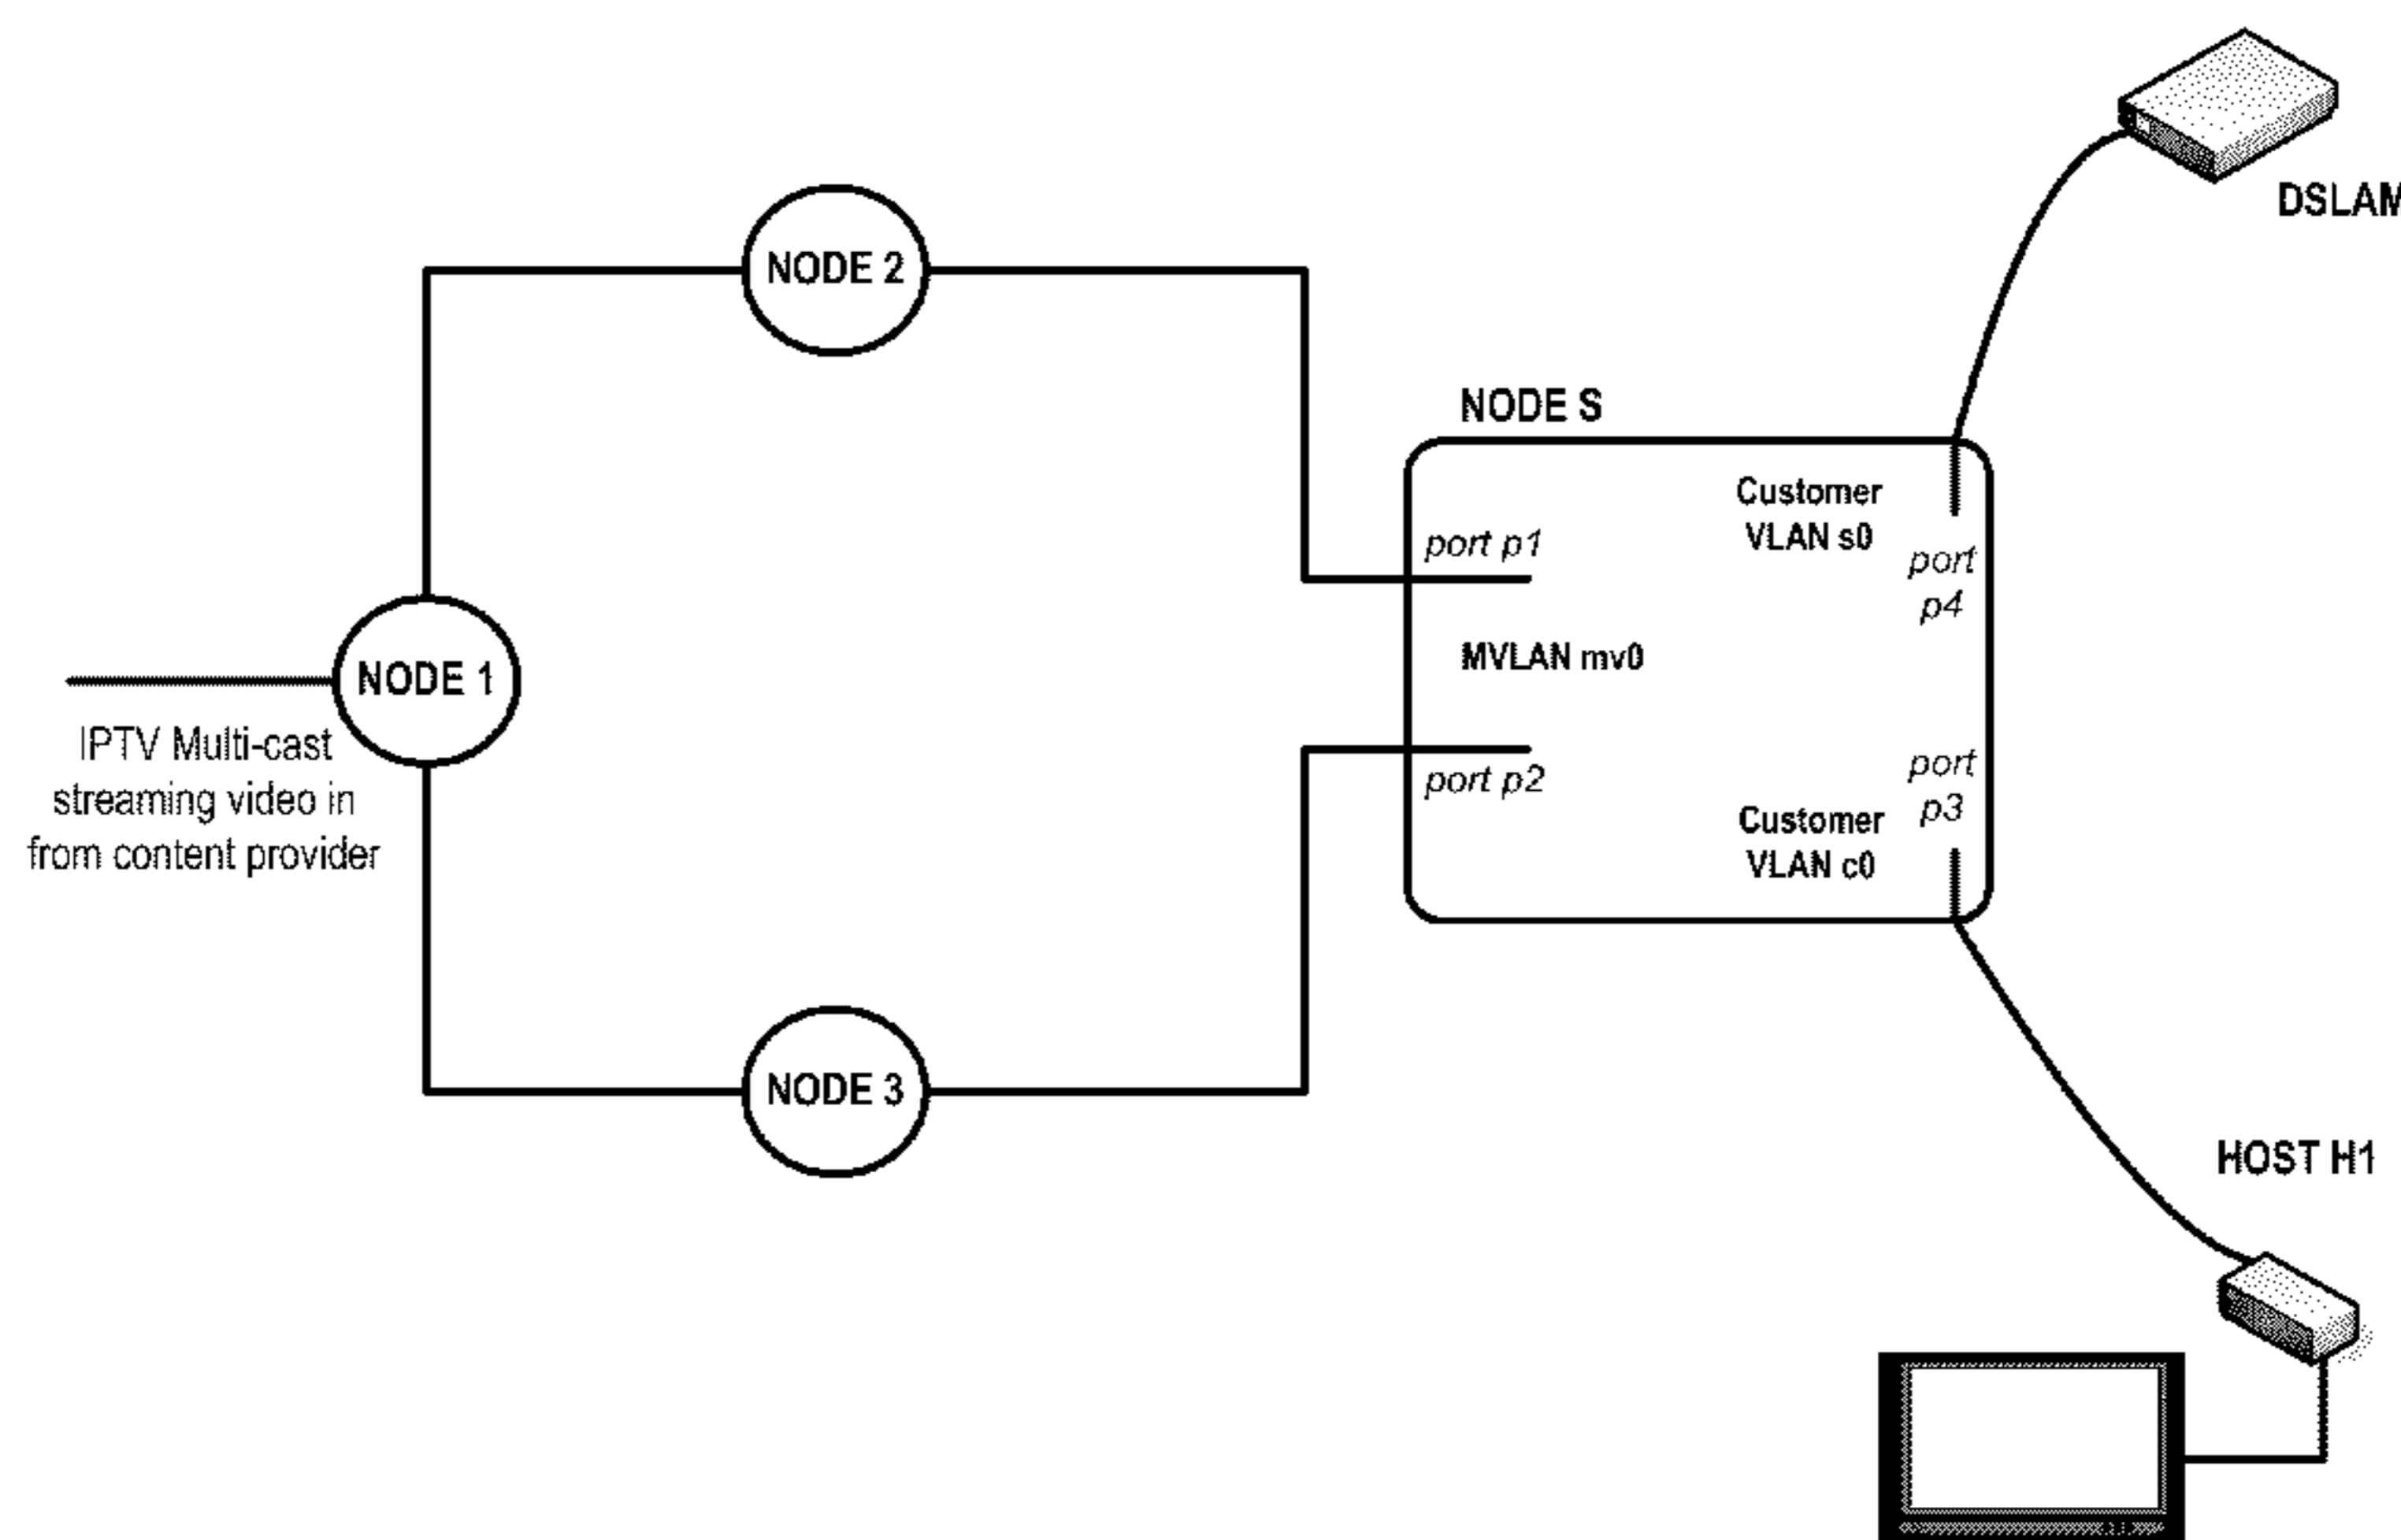 DSLAM
NODE 2
NODE S
Customer
VLAN s0
port p1
port
p4
MVLAN mv0
NODE 1
IPTV Multi-cast
streaming video in
from content provider
port p2
port
p3
Customer
VLAN c0
NODE 3
HOST H1